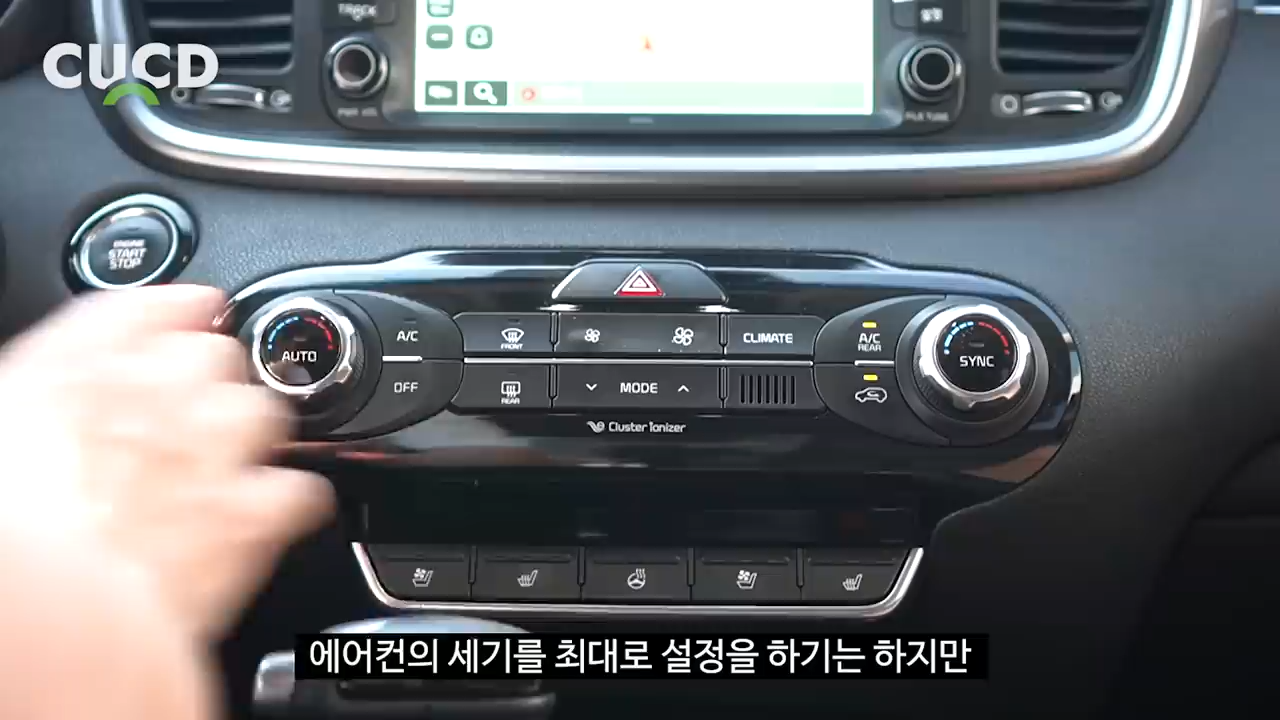 TRACK
CUCD
ENGINE
START
STOP
A/C
FRONT
CLIMATE
A/C
REAR
AUTO
SYNC
OFF
REAR
MODE
Cluster Ionizer
에어컨의 세기를 최대로 설정을 하기는 하지만